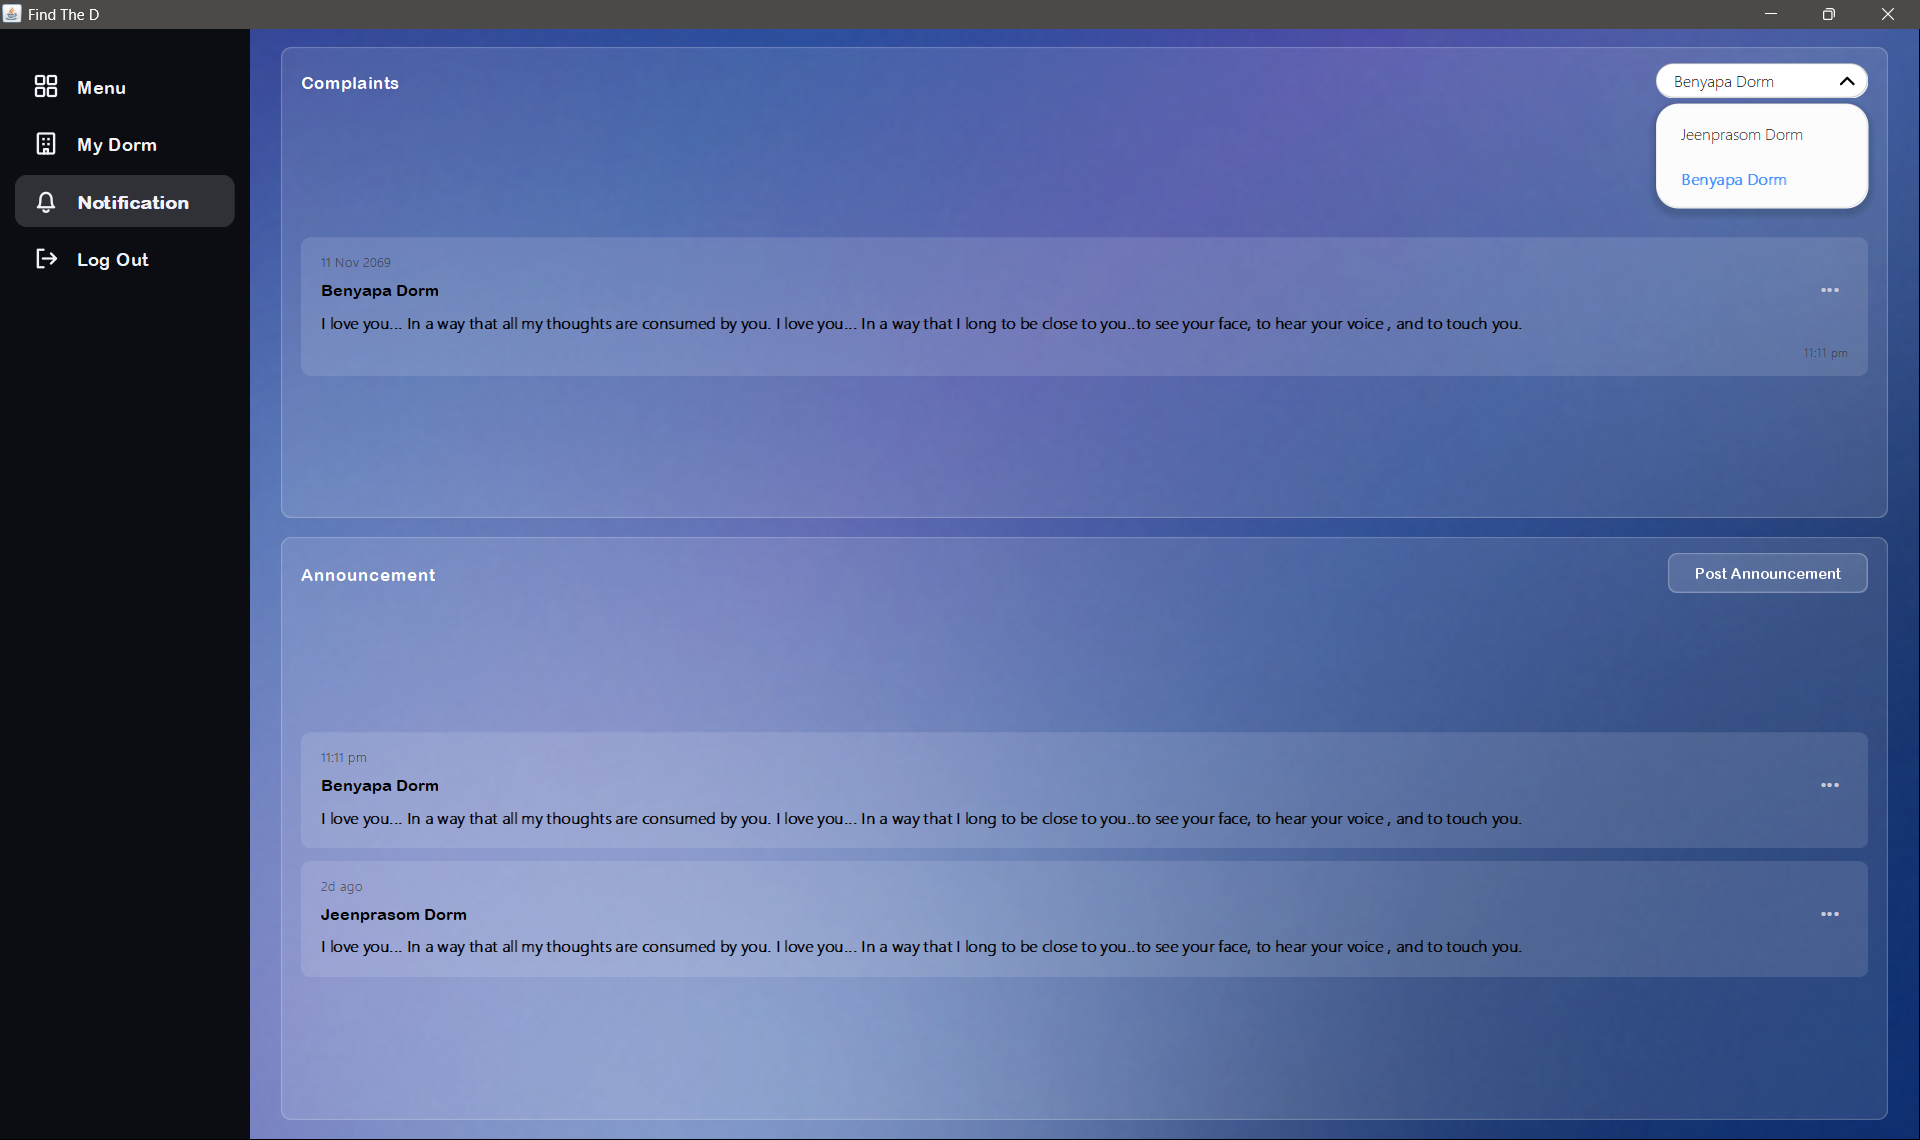 Find The D
Menu
My Dorm
Notification
Log Out
Complaints
Benyapa Dorm
Jeenprasom Dorm
Benyapa Dorm
11 Nov 2069
Benyapa Dorm
I love you... In a way that all my thoughts are consumed by you. I love you... In a way that I long to be close to you..to see your face, to hear your voice , and to touch you.
11:11 pm
Announcement
Post Announcement
11:11 pm
Benyapa Dorm
I love you... In a way that all my thoughts are consumed by you. I love you... In a way that I long to be close to you..to see your face, to hear your voice , and to touch you.
2d ago
Jeenprasom Dorm
I love you... In a way that all my thoughts are consumed by you. I love you... In a way that I long to be close to you..to see your face, to hear your voice , and to touch you.